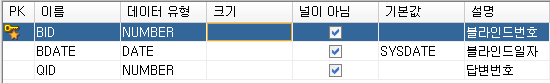 PK 이름 데이터 유형 크기 널이 아님 기본값 설명
BID NUMBER 블라인드번호
BDATE DATE SYSDATE 블라인드일자
QID NUMBER 답변번호